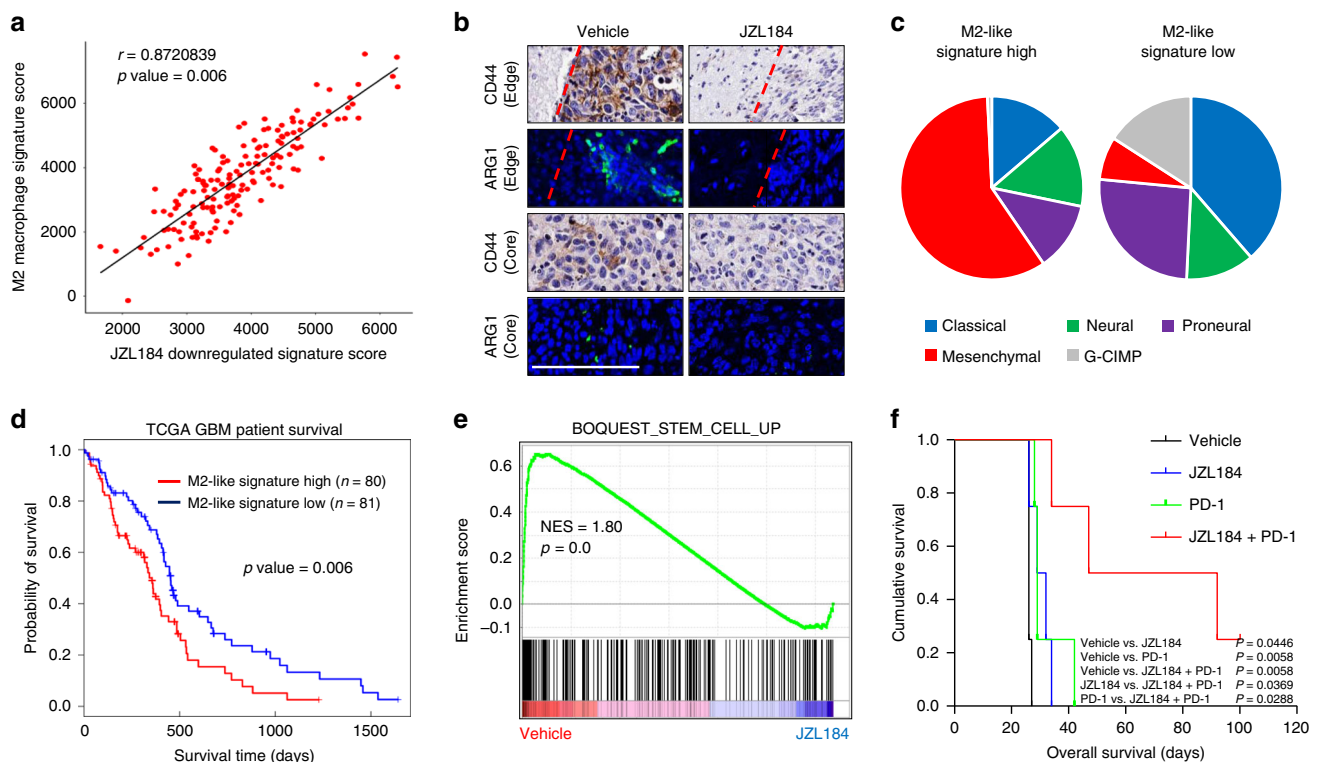 a
r = 0.8720839
p value = 0.006
M2 macrophage signature score
6000
4000
2000
0
2000 3000 4000 5000 6000
JZL184 downregulated signature score
b
Vehicle JZL184
CD44
(Edge)
ARG1
(Edge)
CD44
(Core)
ARG1
(Core)
c
M2-like
signature high
M2-like
signature low
Classical Neural Proneural
Mesenchymal G-CIMP
d
TCGA GBM patient survival
M2-like signature high (n = 80)
M2-like signature low (n = 81)
p value = 0.006
Probability of survival
1.0
0.8
0.6
0.4
0.2
0.0
0 500 1000 1500
Survival time (days)
e
BOQUEST_STEM_CELL_UP
Enrichment score
0.6
0.4
0.2
0.0
−0.1
NES = 1.80
p = 0.0
Vehicle JZL184
f
Cumulative survival
1.0
0.8
0.6
0.4
0.2
0.0
Vehicle
JZL184
PD-1
JZL184 + PD-1
Vehicle vs. JZL184 P = 0.0446
Vehicle vs. PD-1 P = 0.0058
Vehicle vs. JZL184 + PD-1 P = 0.0058
JZL184 vs. JZL184 + PD-1 P = 0.0369
PD-1 vs JZL184 + PD-1 P = 0.0288
0 20 40 60 80 100 120
Overall survival (days)